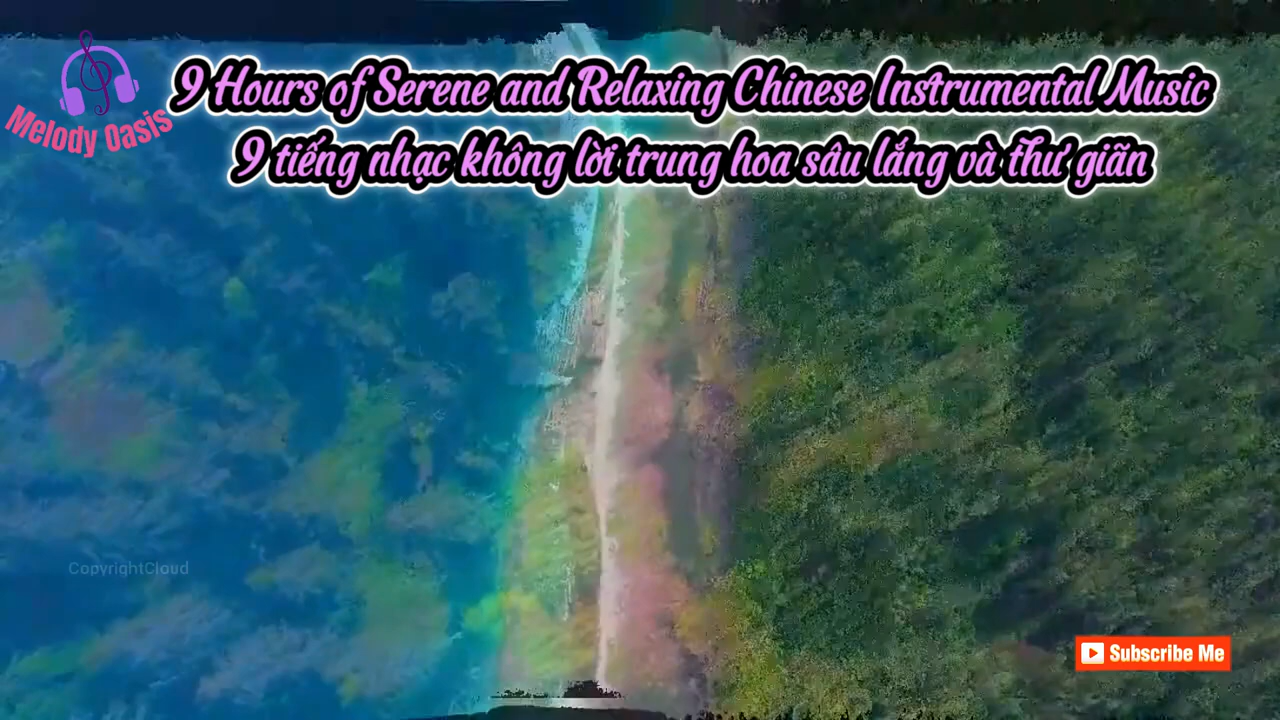 9 Hours of Serene and Relaxing Chinese Instrumental Music
Melody Oasis
9 tiếng nhạc không lời trung hoa sâu lắng và thư giãn
CopyrightCloud
Subscribe Me